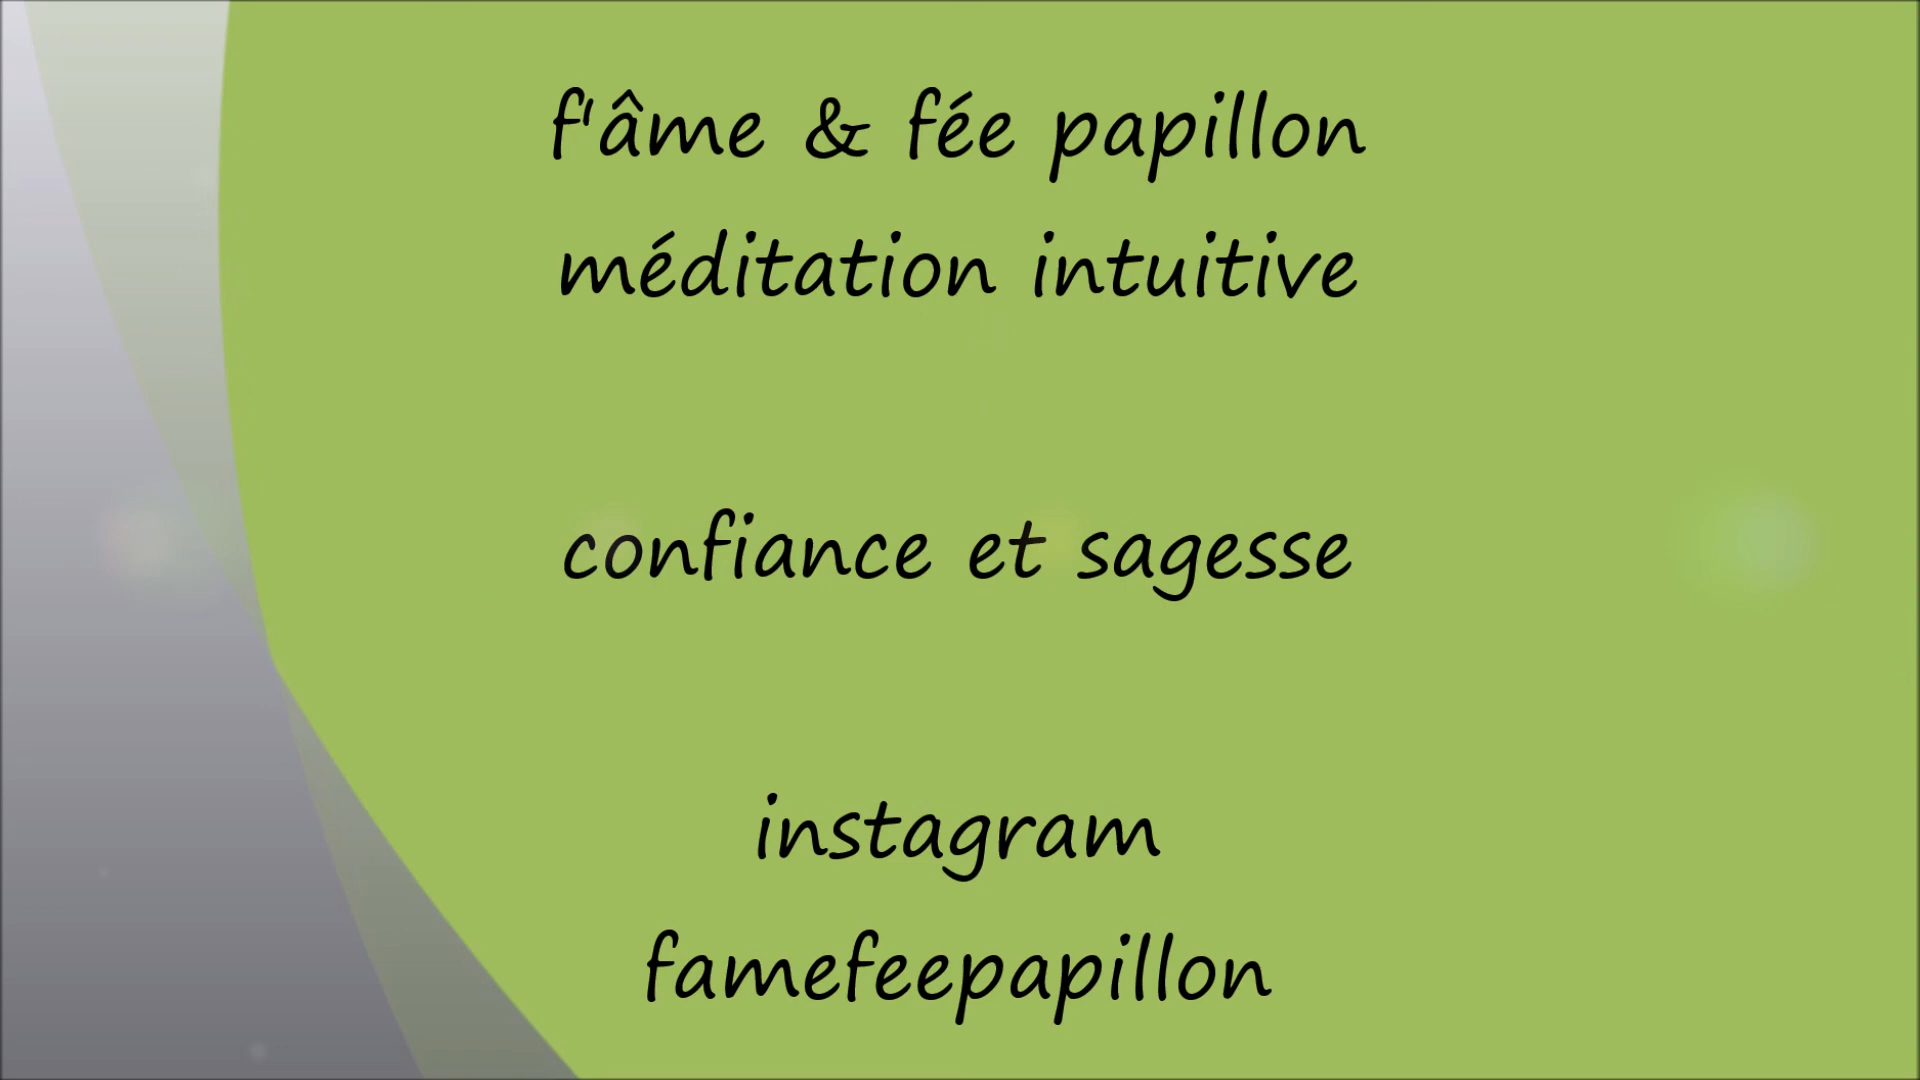 f'âme & fée papillon
méditation intuitive
confiance et sagesse
instagram
famefeepapillon